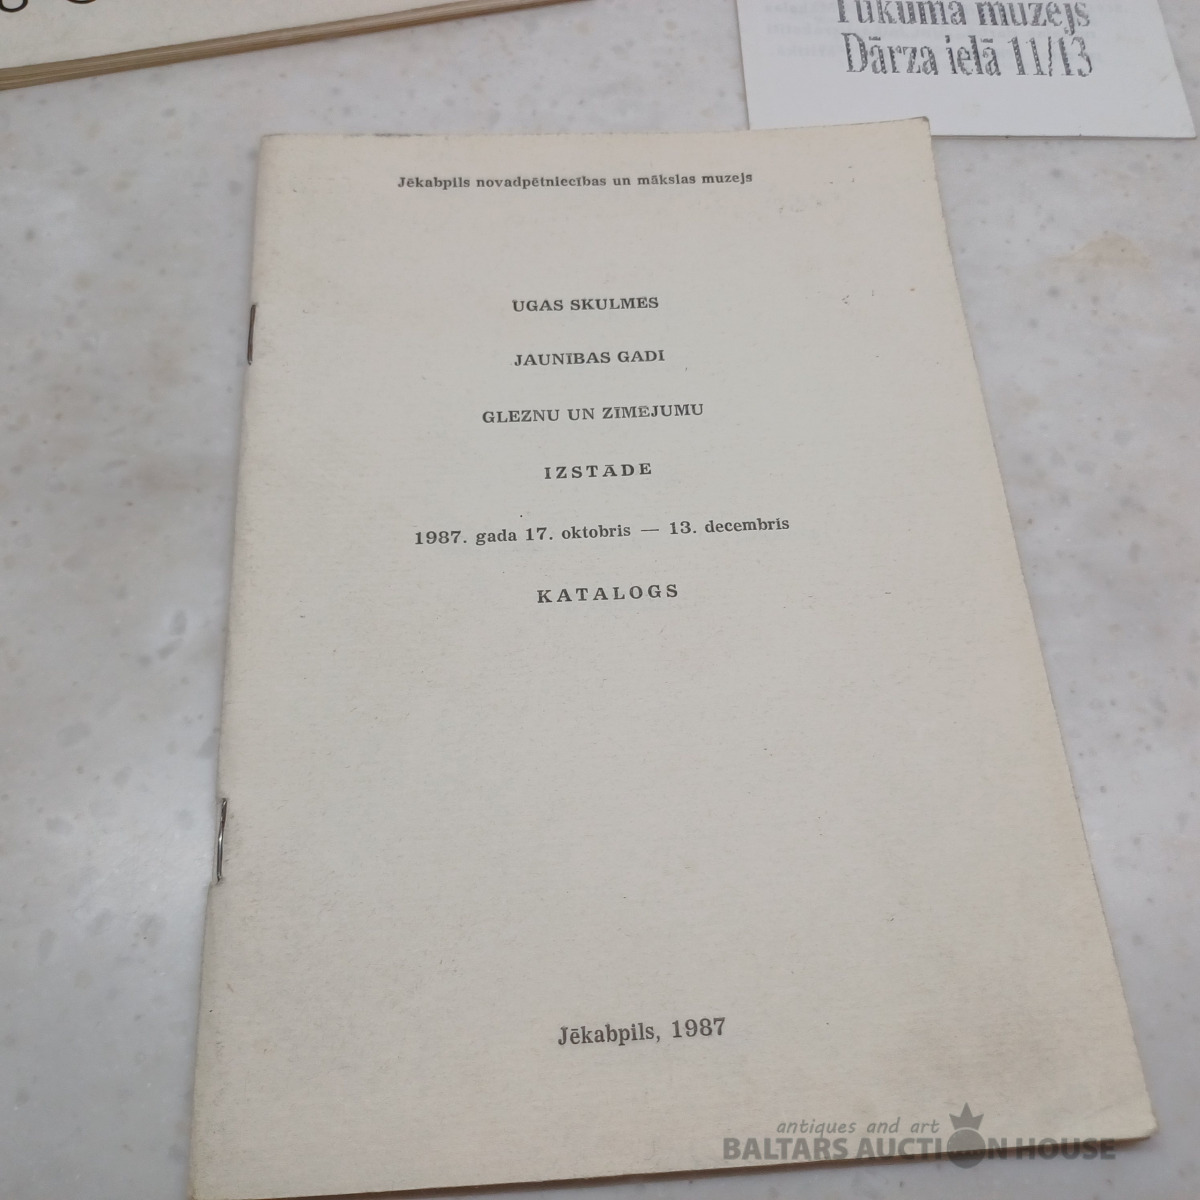 Tukuma muzejs
Dārza ielā 11/13
Jēkabpils novadpētniecības un mākslas muzejs
UGAS SKULMES
JAUNĪBAS GADI
GLEZNU UN ZĪMĒJUMU
IZSTĀDE
1987. gada 17. oktobris — 13. decembris
KATALOGS
Jēkabpils, 1987
antiques and art
BALTARS AUCTION HOUSE